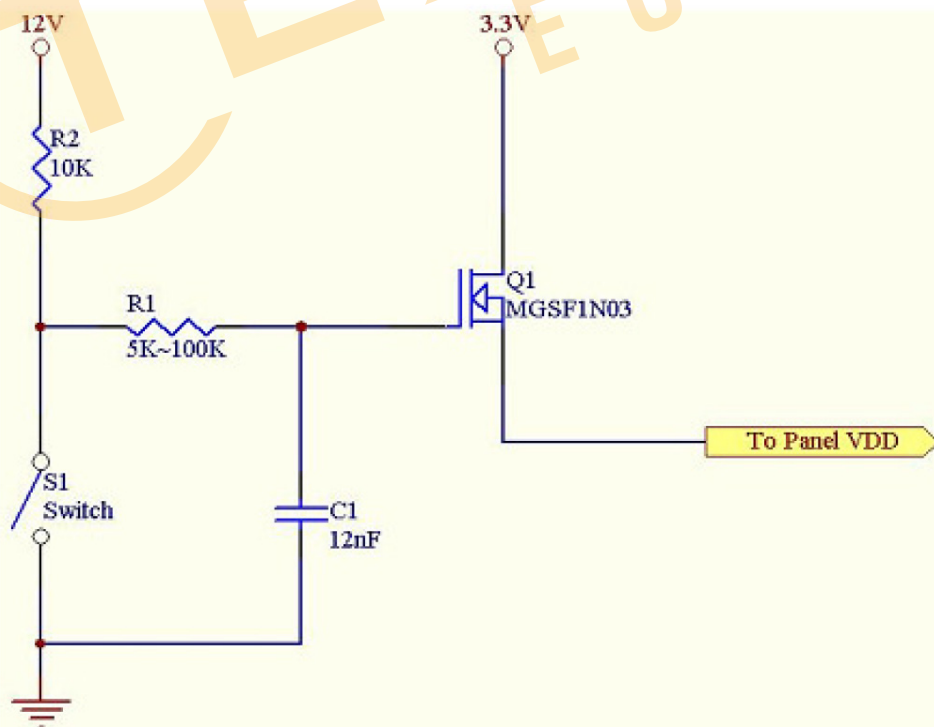 12V
3.3V
R2
10K
Q1
MGSF1N03
R1
5K~100K
To Panel VDD
S1
Switch
C1
12nF